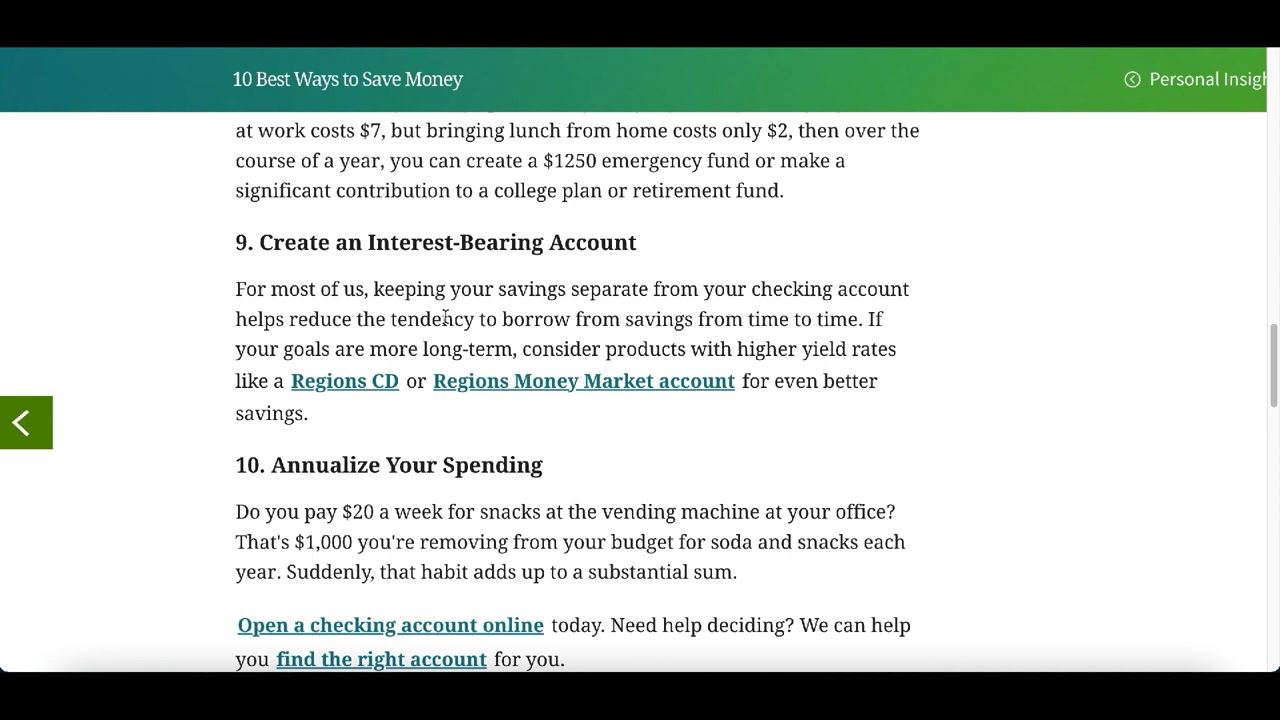 10 Best Ways to Save Money
Personal Insigh
at work costs $7, but bringing lunch from home costs only $2, then over the
course of a year, you can create a $1250 emergency fund or make a
significant contribution to a college plan or retirement fund.
9. Create an Interest-Bearing Account
For most of us, keeping your savings separate from your checking account
helps reduce the tendency to borrow from savings from time to time. If
your goals are more long-term, consider products with higher yield rates
like a Regions CD or Regions Money Market account for even better
savings.
10. Annualize Your Spending
Do you pay $20 a week for snacks at the vending machine at your office?
That's $1,000 you're removing from your budget for soda and snacks each
year. Suddenly, that habit adds up to a substantial sum.
Open a checking account online today. Need help deciding? We can help
you find the right account for you.